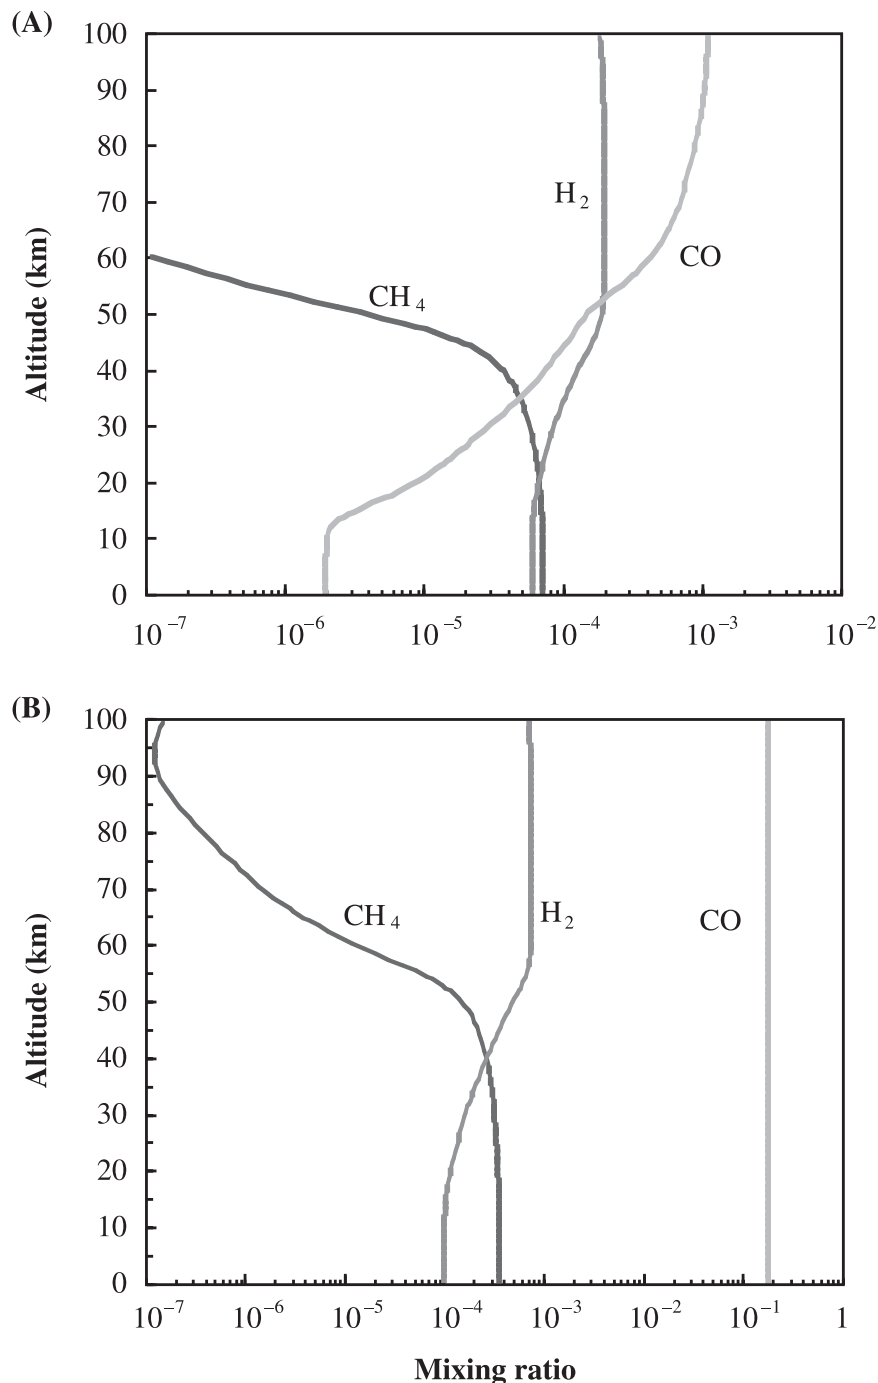 (A)
100
90
80
70
60
50
40
30
20
10
0
Altitude (km)
H₂
CO
CH₄
10⁻⁷ 10⁻⁶ 10⁻⁵ 10⁻⁴ 10⁻³ 10⁻²
(B)
100
90
80
70
60
50
40
30
20
10
0
Altitude (km)
CH₄ H₂ CO
10⁻⁷ 10⁻⁶ 10⁻⁵ 10⁻⁴ 10⁻³ 10⁻² 10⁻¹ 1
Mixing ratio